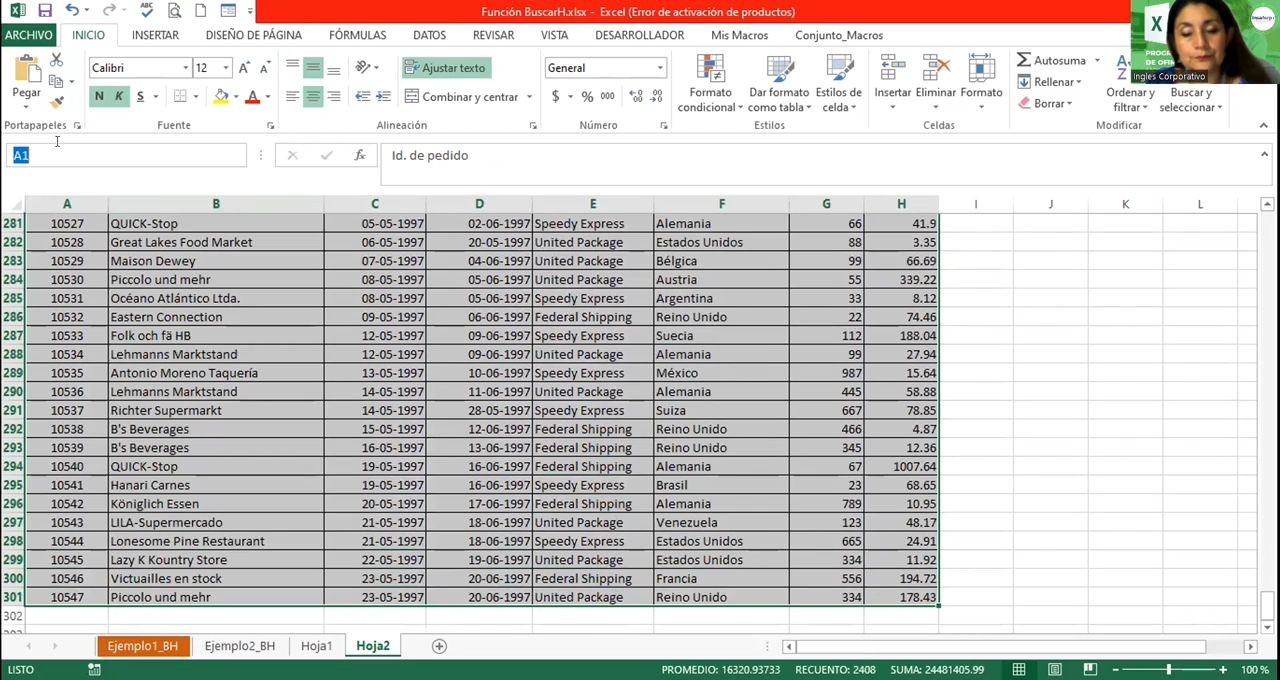 Función BuscarH.xlsx - Excel (Error de activación de productos)
ARCHIVO INICIO INSERTAR DISEÑO DE PÁGINA FÓRMULAS DATOS REVISAR VISTA DESARROLLADOR Mis Macros Conjunto_Macros
Ingles Corporativo
Pegar
Calibri 12
N K S
Ajustar texto
Combinar y centrar
General
$ % 000
Formato condicional
Dar formato como tabla
Estilos de celda
Insertar Eliminar Formato
Autosuma
Rellenar
Borrar
Ordenar y filtrar
Buscar y seleccionar
Portapapeles Fuente Alineación Número Estilos Celdas Modificar
A1 fx Id. de pedido
A B C D E F G H I J K L
281 10527 QUICK-Stop 05-05-1997 02-06-1997 Speedy Express Alemania 66 41.9
282 10528 Great Lakes Food Market 06-05-1997 20-05-1997 United Package Estados Unidos 88 3.35
283 10529 Maison Dewey 07-05-1997 04-06-1997 United Package Bélgica 99 66.69
284 10530 Piccolo und mehr 08-05-1997 05-06-1997 United Package Austria 55 339.22
285 10531 Océano Atlántico Ltda. 08-05-1997 05-06-1997 Speedy Express Argentina 33 8.12
286 10532 Eastern Connection 09-05-1997 06-06-1997 Federal Shipping Reino Unido 22 74.46
287 10533 Folk och fä HB 12-05-1997 09-06-1997 Speedy Express Suecia 112 188.04
288 10534 Lehmanns Marktstand 12-05-1997 09-06-1997 United Package Alemania 99 27.94
289 10535 Antonio Moreno Taquería 13-05-1997 10-06-1997 Speedy Express México 987 15.64
290 10536 Lehmanns Marktstand 14-05-1997 11-06-1997 United Package Alemania 445 58.88
291 10537 Richter Supermarkt 14-05-1997 28-05-1997 Speedy Express Suiza 667 78.85
292 10538 B's Beverages 15-05-1997 12-06-1997 Federal Shipping Reino Unido 466 4.87
293 10539 B's Beverages 16-05-1997 13-06-1997 Federal Shipping Reino Unido 345 12.36
294 10540 QUICK-Stop 19-05-1997 16-06-1997 Federal Shipping Alemania 67 1007.64
295 10541 Hanari Carnes 19-05-1997 16-06-1997 Speedy Express Brasil 23 68.65
296 10542 Königlich Essen 20-05-1997 17-06-1997 Federal Shipping Alemania 789 10.95
297 10543 LILA-Supermercado 21-05-1997 18-06-1997 United Package Venezuela 123 48.17
298 10544 Lonesome Pine Restaurant 21-05-1997 18-06-1997 Speedy Express Estados Unidos 665 24.91
299 10545 Lazy K Kountry Store 22-05-1997 19-06-1997 United Package Estados Unidos 334 11.92
300 10546 Victuailles en stock 23-05-1997 20-06-1997 Federal Shipping Francia 556 194.72
301 10547 Piccolo und mehr 23-05-1997 20-06-1997 United Package Reino Unido 334 178.43
302
Ejemplo1_BH Ejemplo2_BH Hoja1 Hoja2
LISTO PROMEDIO: 16320.93733 RECUENTO: 2408 SUMA: 24481405.99 100 %